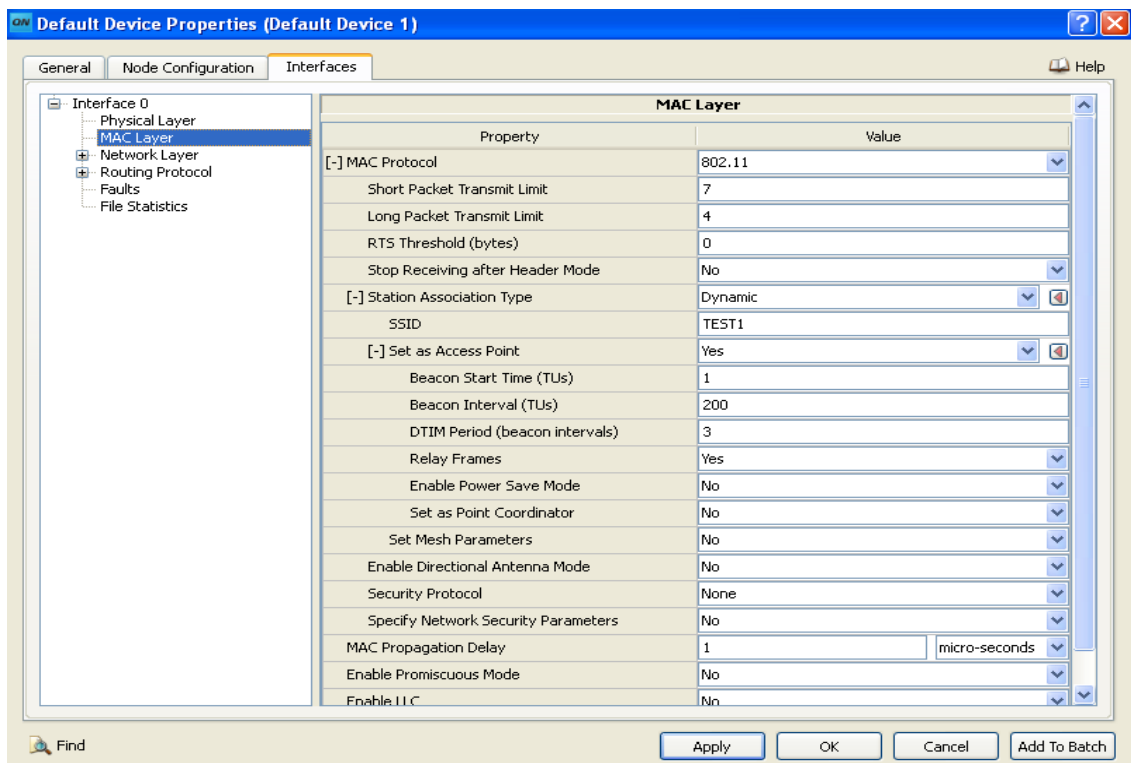 ON Default Device Properties (Default Device 1)
General Node Configuration Interfaces Help
Interface 0
Physical Layer
MAC Layer
Network Layer
Routing Protocol
Faults
File Statistics
MAC Layer
Property Value
[-] MAC Protocol 802.11
Short Packet Transmit Limit 7
Long Packet Transmit Limit 4
RTS Threshold (bytes) 0
Stop Receiving after Header Mode No
[-] Station Association Type Dynamic
SSID TEST1
[-] Set as Access Point Yes
Beacon Start Time (TUs) 1
Beacon Interval (TUs) 200
DTIM Period (beacon intervals) 3
Relay Frames Yes
Enable Power Save Mode No
Set as Point Coordinator No
Set Mesh Parameters No
Enable Directional Antenna Mode No
Security Protocol None
Specify Network Security Parameters No
MAC Propagation Delay 1 micro-seconds
Enable Promiscuous Mode No
Enable LLC No
Find Apply OK Cancel Add To Batch